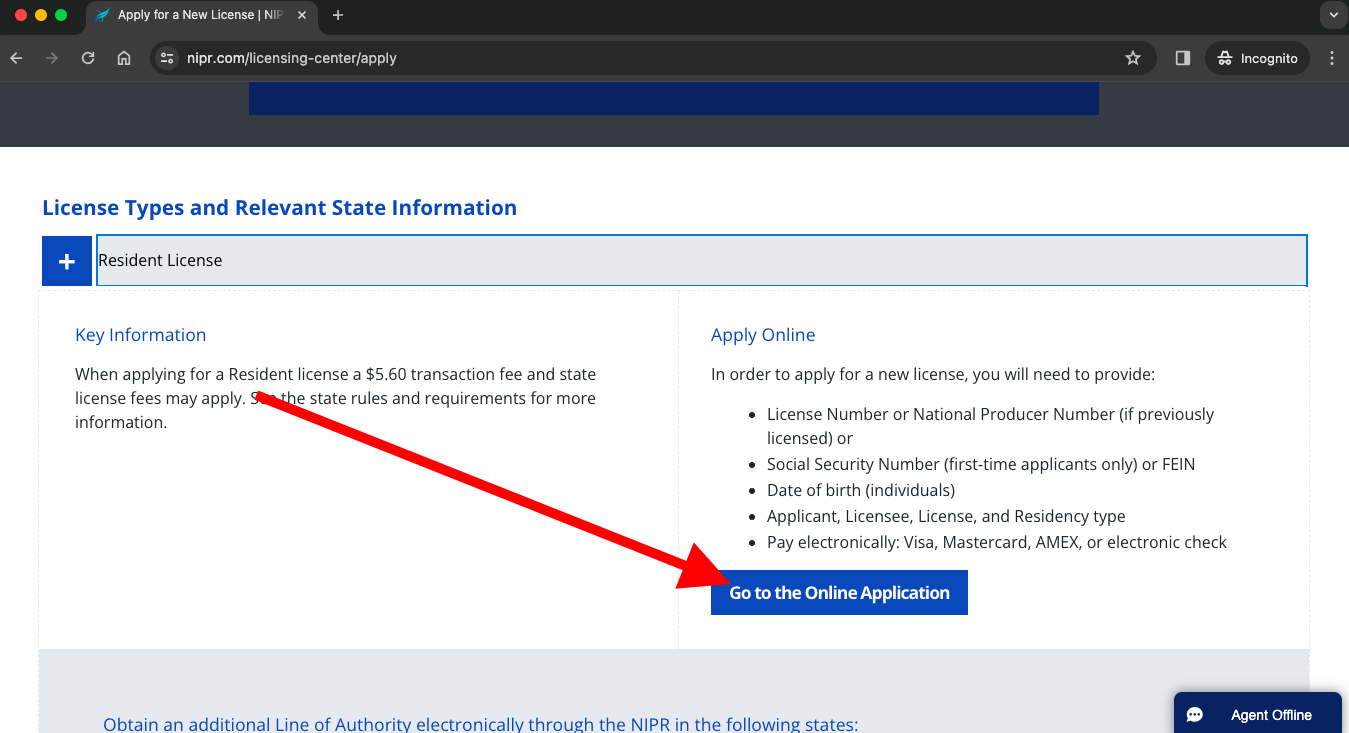 Apply for a New License | NIP
nipr.com/licensing-center/apply
Incognito
License Types and Relevant State Information
+ Resident License
Key Information
When applying for a Resident license a $5.60 transaction fee and state
license fees may apply. See the state rules and requirements for more
information.
Apply Online
In order to apply for a new license, you will need to provide:
• License Number or National Producer Number (if previously
licensed) or
• Social Security Number (first-time applicants only) or FEIN
• Date of birth (individuals)
• Applicant, Licensee, License, and Residency type
• Pay electronically: Visa, Mastercard, AMEX, or electronic check
Go to the Online Application
Obtain an additional Line of Authority electronically through the NIPR in the following states:
Agent Offline